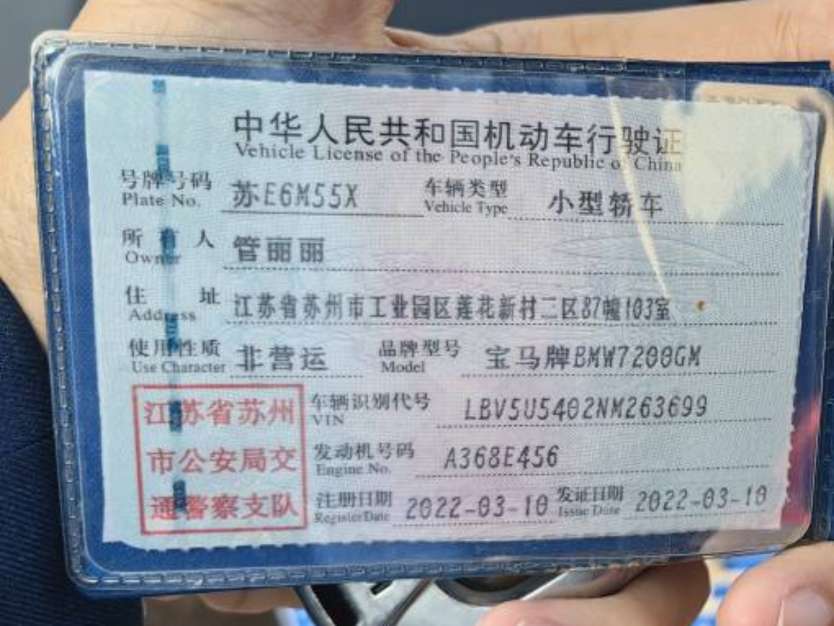 中华人民共和国机动车行驶证
Vehicle License of the People's Republic of China
号牌号码 苏E6M55X 车辆类型 小型轿车
Plate No. Vehicle Type
所有人 管丽丽
Owner
住址 江苏省苏州市工业园区莲花新村二区87幢103室
Address
使用性质 非营运 品牌型号 宝马牌BMW7200GM
Use Character Model
江苏省苏州 车辆识别代号 LBV5U5402NM263699
VIN
市公安局交 发动机号码 A368E456
Engine No.
通警察支队 注册日期 2022-03-10 发证日期 2022-03-10
Register Date Issue Date